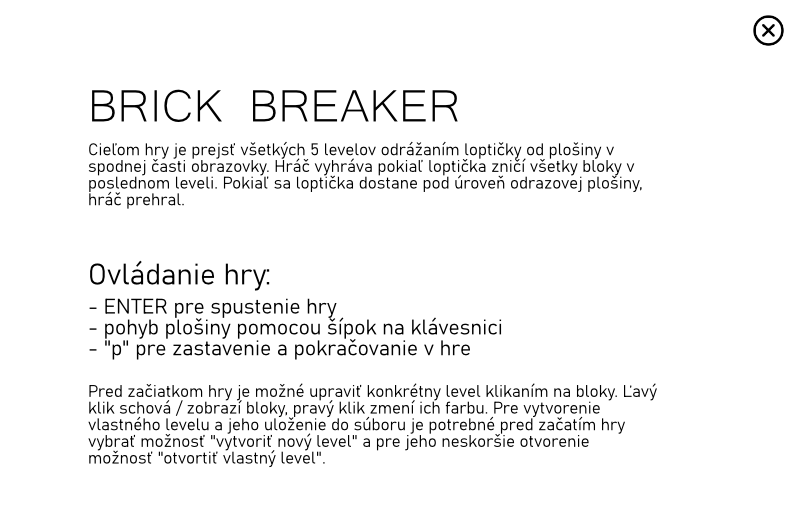 BRICK BREAKER
Cieľom hry je prejsť všetkých 5 levelov odrážaním loptičky od plošiny v
spodnej časti obrazovky. Hráč vyhráva pokiaľ loptička zničí všetky bloky v
poslednom leveli. Pokiaľ sa loptička dostane pod úroveň odrazovej plošiny,
hráč prehral.
Ovládanie hry:
- ENTER pre spustenie hry
- pohyb plošiny pomocou šípok na klávesnici
- "p" pre zastavenie a pokračovanie v hre
Pred začiatkom hry je možné upraviť konkrétny level klikaním na bloky. Ľavý
klik schová / zobrazí bloky, pravý klik zmení ich farbu. Pre vytvorenie
vlastného levelu a jeho uloženie do súboru je potrebné pred začatím hry
vybrať možnosť "vytvoriť nový level" a pre jeho neskoršie otvorenie
možnosť "otvortiť vlastný level".